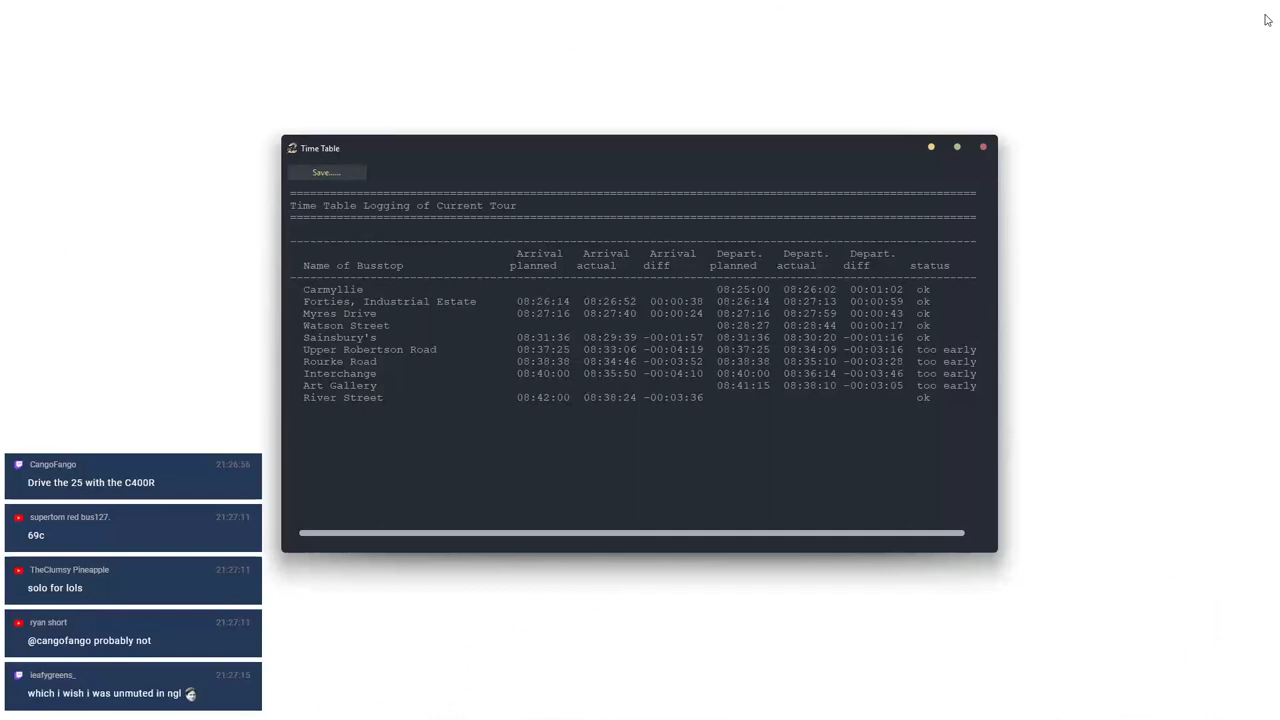 Time Table
Save......
================================================================
Time Table Logging of Current Tour
================================================================
Arrival Arrival Arrival Depart. Depart. Depart.
Name of Busstop planned actual diff planned actual diff status
Carmyllie 08:25:00 08:26:02 00:01:02 ok
Forties, Industrial Estate 08:26:14 08:26:52 00:00:38 08:26:14 08:27:13 00:00:59 ok
Myres Drive 08:27:16 08:27:40 00:00:24 08:27:16 08:27:59 00:00:43 ok
Watson Street 08:28:27 08:28:44 00:00:17 ok
Sainsbury's 08:31:36 08:29:39 -00:01:57 08:31:36 08:30:20 -00:01:16 ok
Upper Robertson Road 08:37:25 08:33:06 -00:04:19 08:37:25 08:34:09 -00:03:16 too early
Rourke Road 08:38:38 08:34:46 -00:03:52 08:38:38 08:35:10 -00:03:28 too early
Interchange 08:40:00 08:35:50 -00:04:10 08:40:00 08:36:14 -00:03:46 too early
Art Gallery 08:41:15 08:38:10 -00:03:05 too early
River Street 08:42:00 08:38:24 -00:03:36 ok
CangoFango 21:26:56
Drive the 25 with the C400R
supertom red bus127. 21:27:11
69c
TheClumsy Pineapple 21:27:11
solo for lols
ryan short 21:27:11
@cangofango probably not
ieafygreens_ 21:27:15
which i wish i was unmuted in ngl